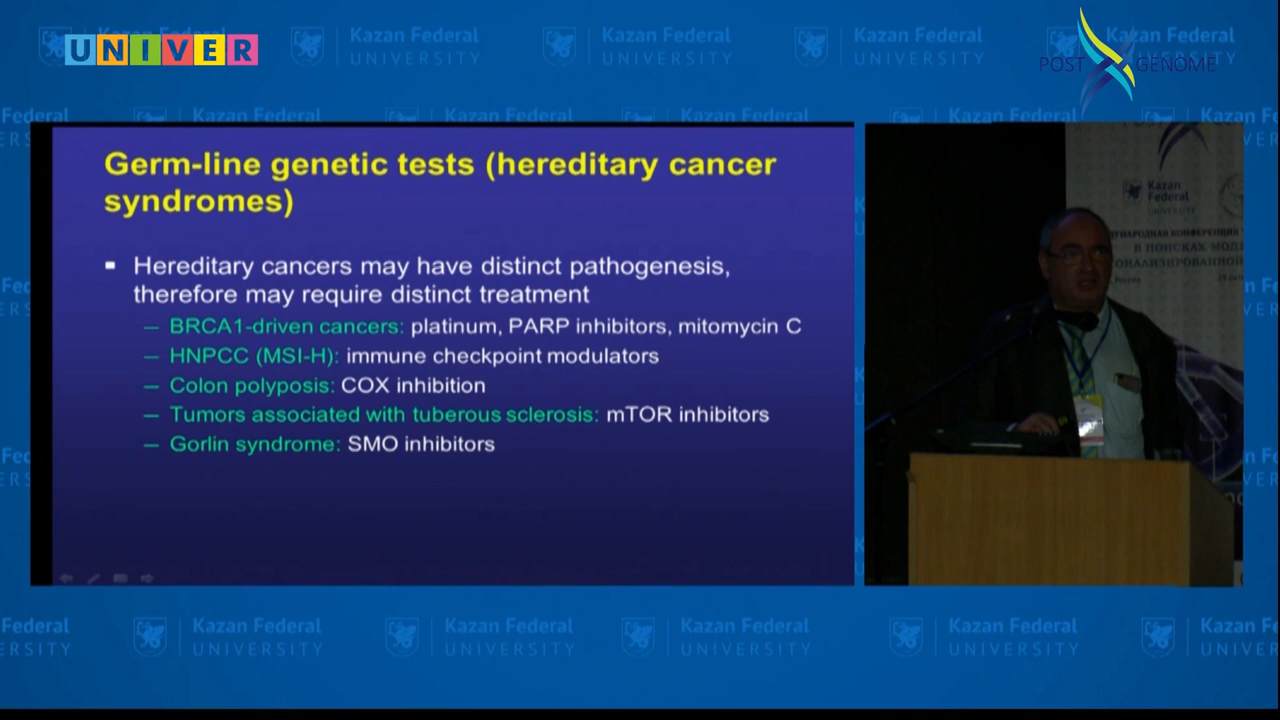 UNIVER
Kazan Federal
UNIVERSITY
Kazan Federal
UNIVERSITY
Kazan Federal
UNIVERSITY
POST GENOME
Germ-line genetic tests (hereditary cancer
syndromes)
▪ Hereditary cancers may have distinct pathogenesis,
therefore may require distinct treatment
– BRCA1-driven cancers: platinum, PARP inhibitors, mitomycin C
– HNPCC (MSI-H): immune checkpoint modulators
– Colon polyposis: COX inhibition
– Tumors associated with tuberous sclerosis: mTOR inhibitors
– Gorlin syndrome: SMO inhibitors
Kazan
Federal
UNIVERSITY
В ПОИСКАХ
Federal
ERSITY
Kazan Federal
UNIVERSITY
Kazan Federal
UNIVERSITY
Kazan Federal
UNIVERSITY
Kazan Federal
UNIVERSITY